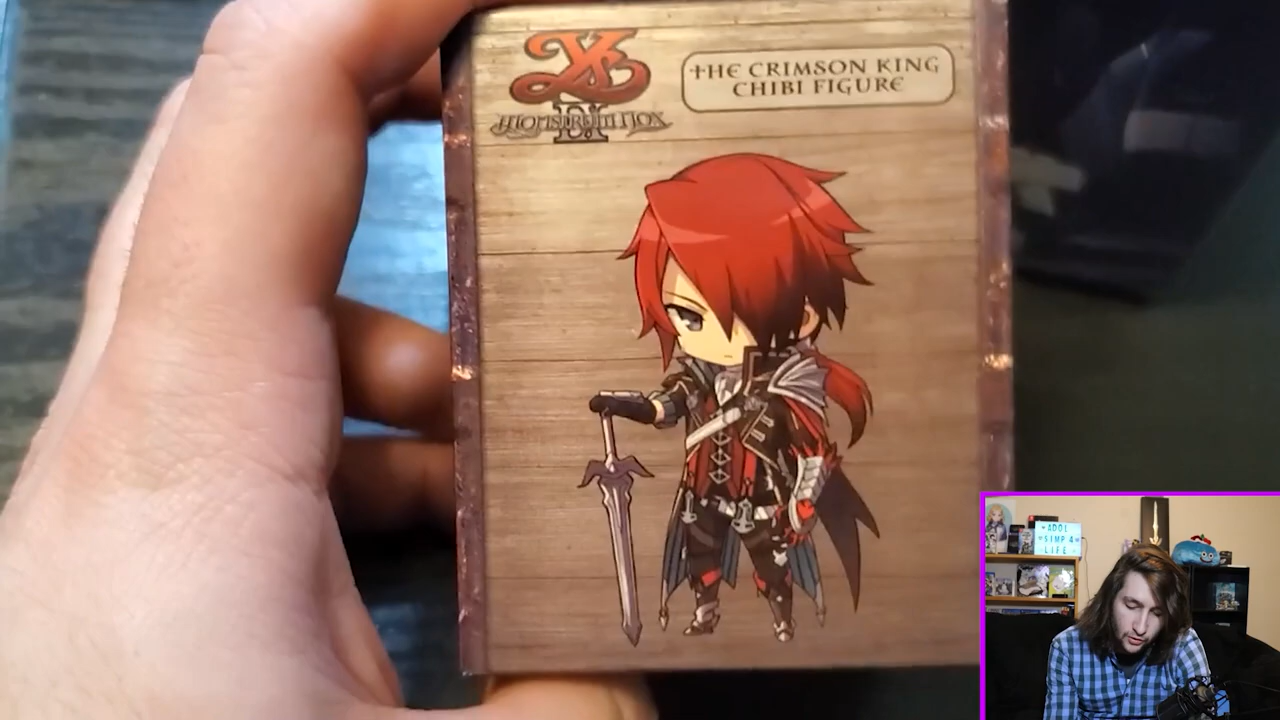 Ys
IX
MONSTRUM NOX
THE CRIMSON KING
CHIBI FIGURE
ADOL
SIMP 4
LIFE